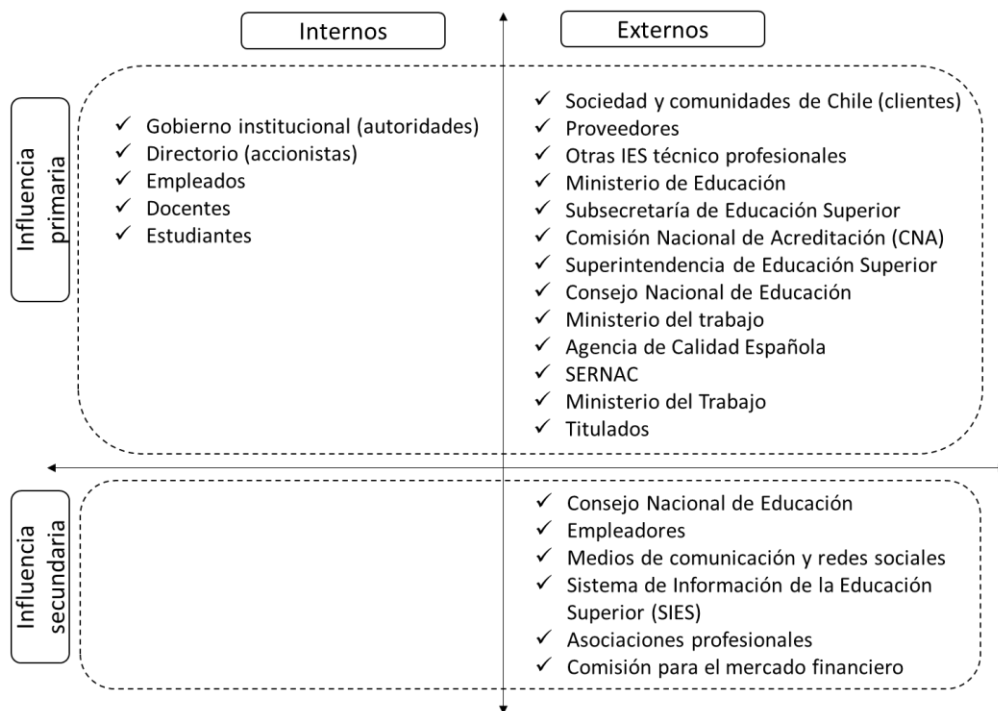 Internos
Externos
Influencia
primaria
✓ Gobierno institucional (autoridades)
✓ Directorio (accionistas)
✓ Empleados
✓ Docentes
✓ Estudiantes
✓ Sociedad y comunidades de Chile (clientes)
✓ Proveedores
✓ Otras IES técnico profesionales
✓ Ministerio de Educación
✓ Subsecretaría de Educación Superior
✓ Comisión Nacional de Acreditación (CNA)
✓ Superintendencia de Educación Superior
✓ Consejo Nacional de Educación
✓ Ministerio del trabajo
✓ Agencia de Calidad Española
✓ SERNAC
✓ Ministerio del Trabajo
✓ Titulados
Influencia
secundaria
✓ Consejo Nacional de Educación
✓ Empleadores
✓ Medios de comunicación y redes sociales
✓ Sistema de Información de la Educación
Superior (SIES)
✓ Asociaciones profesionales
✓ Comisión para el mercado financiero